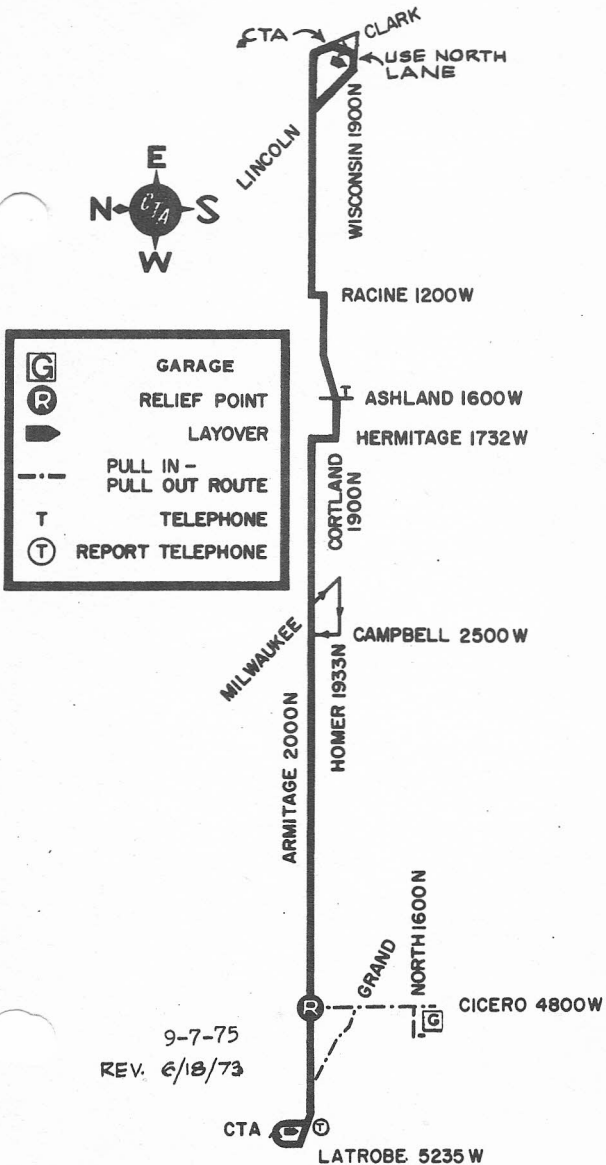 CTA
CLARK
USE NORTH
LANE
LINCOLN
WISCONSIN 1900N
E
N
CTA
S
W
RACINE 1200W
G
GARAGE
R
RELIEF POINT
LAYOVER
PULL IN -
PULL OUT ROUTE
T
TELEPHONE
T
REPORT TELEPHONE
T
ASHLAND 1600W
HERMITAGE 1732W
CORTLAND
1900N
MILWAUKEE
CAMPBELL 2500W
HOMER 1933N
ARMITAGE 2000N
GRAND
NORTH 1600N
R
G
CICERO 4800W
9-7-75
REV. 6/18/73
CTA
T
LATROBE 5235W